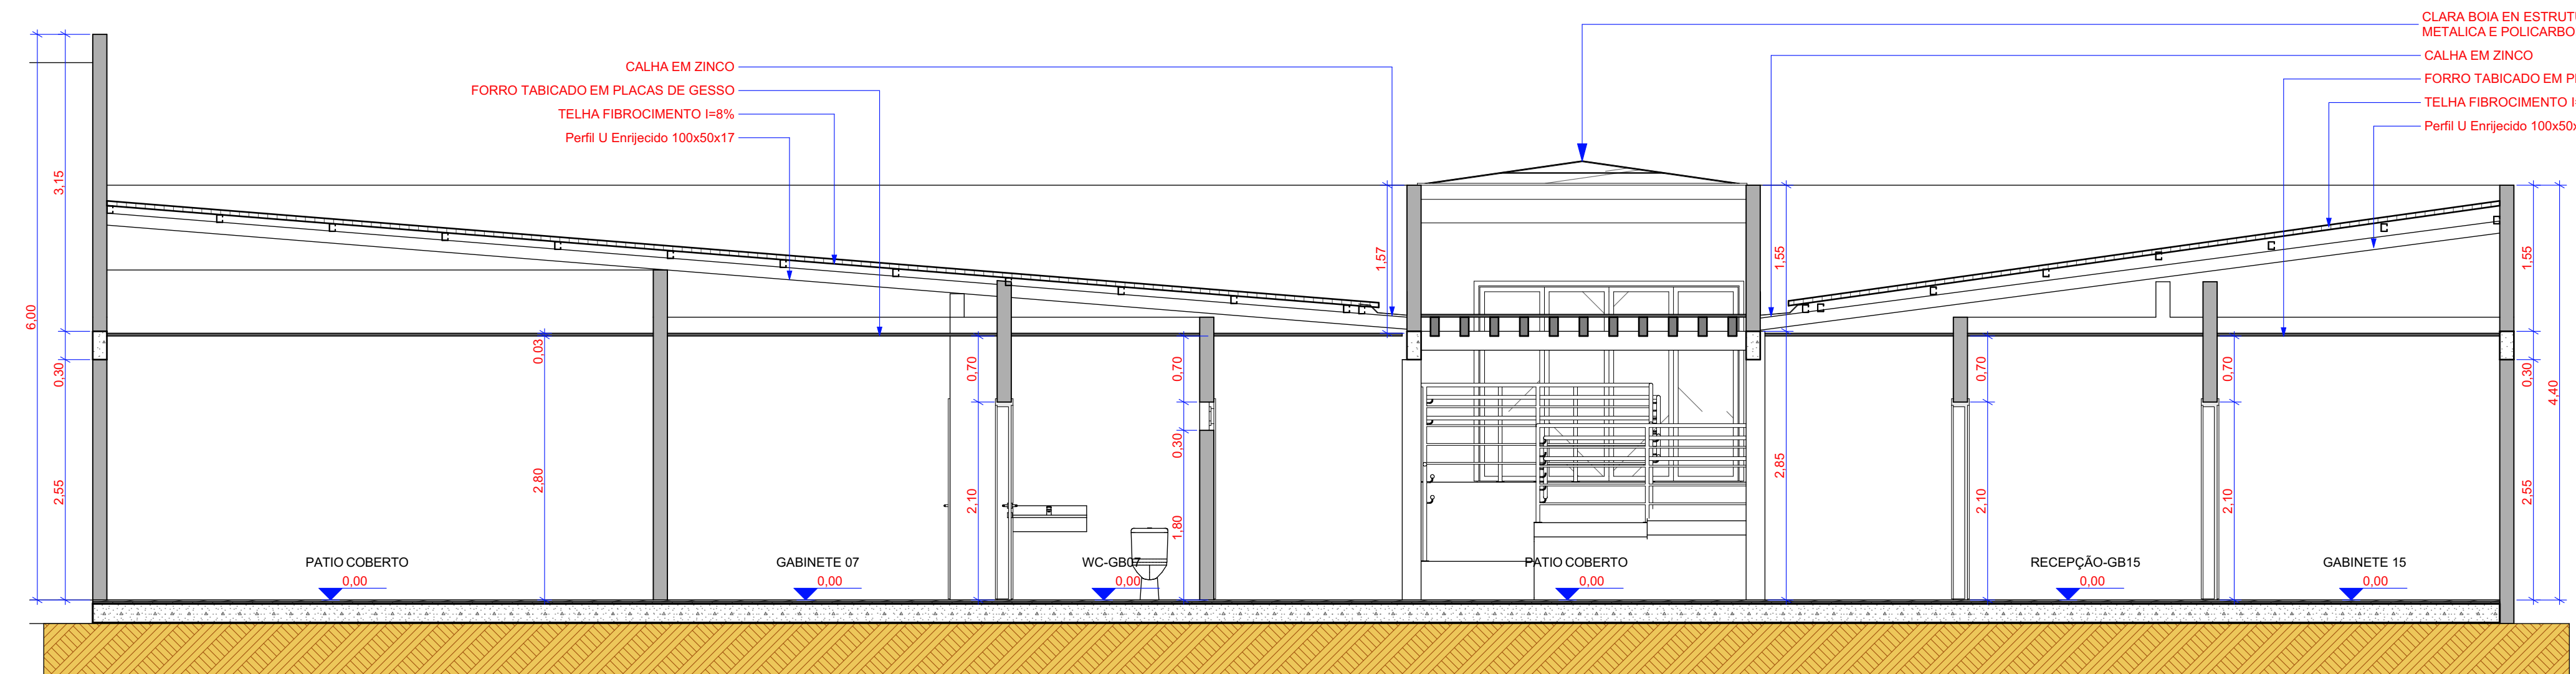 CLARA BOIA EN ESTRUT
METALICA E POLICARBO
CALHA EM ZINCO
CALHA EM ZINCO
FORRO TABICADO EM PLACAS DE GESSO
FORRO TABICADO EM P
TELHA FIBROCIMENTO I=8%
TELHA FIBROCIMENTO I
Perfil U Enrijecido 100x50x17
Perfil U Enrijecido 100x50
6,00
3,15
0,30
2,55
0,03
2,80
0,70
2,10
0,70
0,30
1,80
1,57
1,55
2,85
0,70
2,10
0,70
2,10
1,55
0,30
2,55
4,40
PATIO COBERTO
0,00
GABINETE 07
0,00
WC-GB07
0,00
PATIO COBERTO
0,00
RECEPÇÃO-GB15
0,00
GABINETE 15
0,00